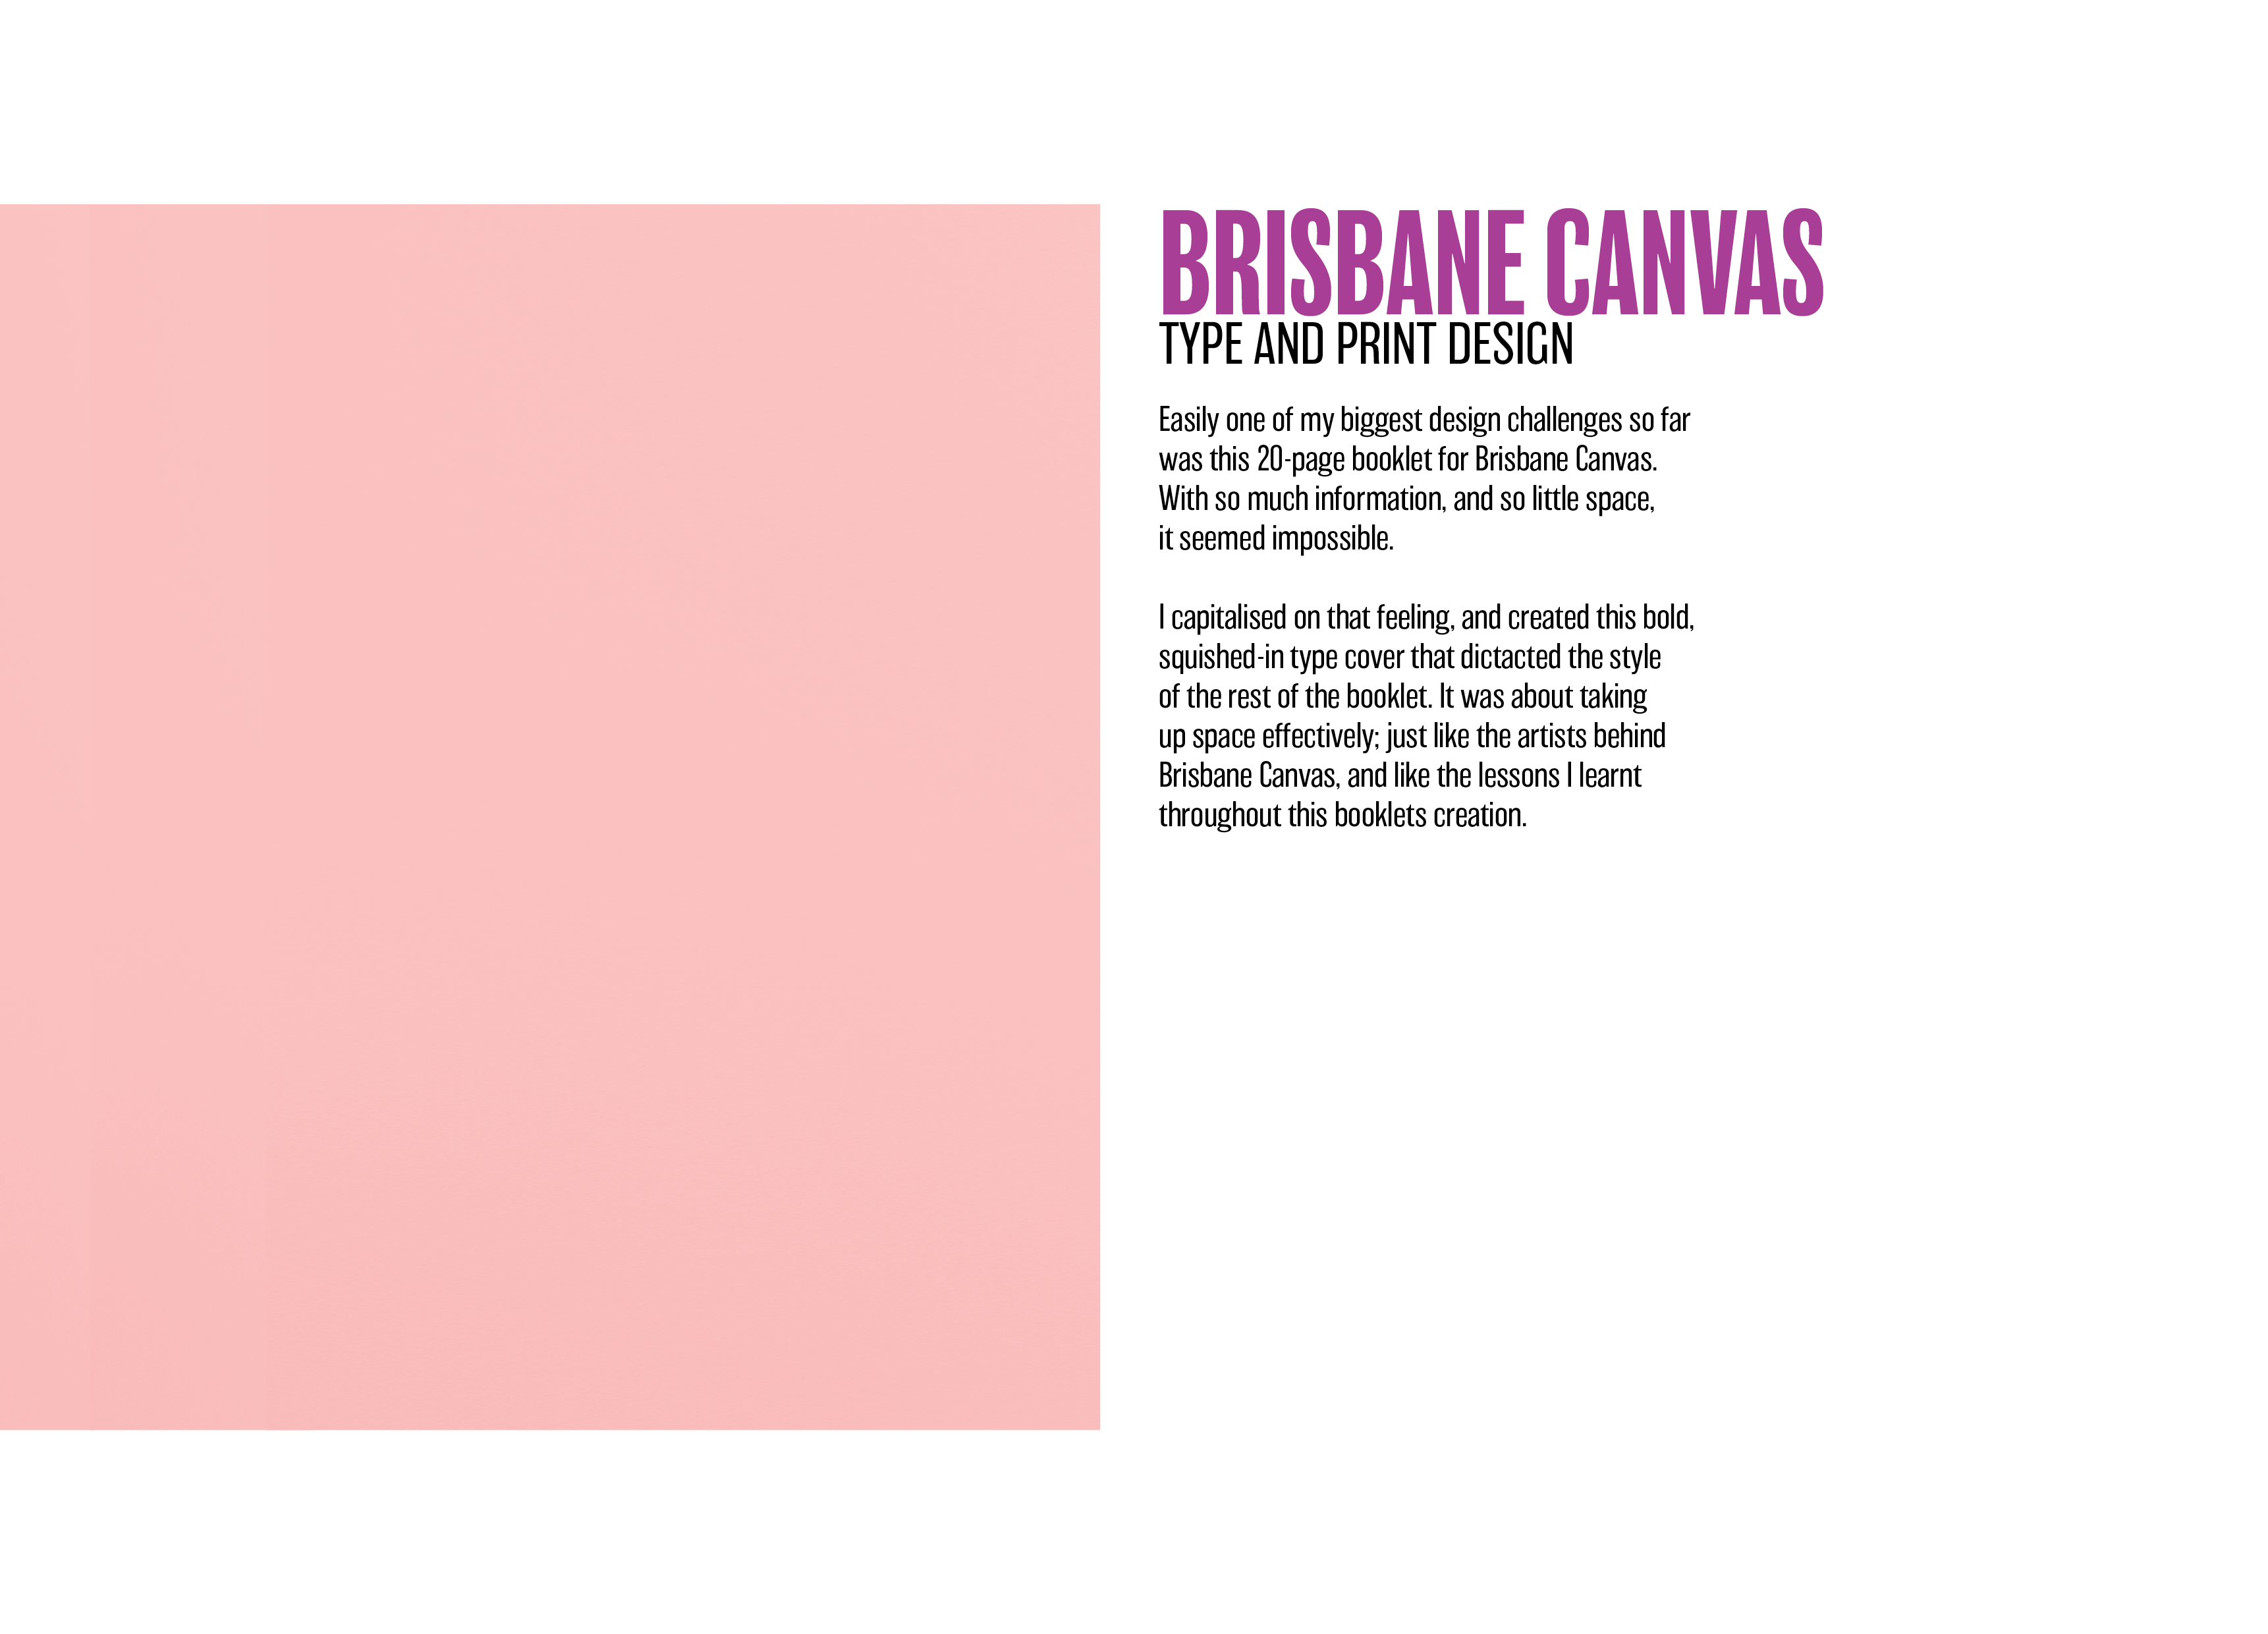 BRISBANE CANVAS
TYPE AND PRINT DESIGN
Easily one of my biggest design challenges so far
was this 20-page booklet for Brisbane Canvas.
With so much information, and so little space,
it seemed impossible.
I capitalised on that feeling, and created this bold,
squished-in type cover that dictacted the style
of the rest of the booklet. It was about taking
up space effectively; just like the artists behind
Brisbane Canvas, and like the lessons I learnt
throughout this booklets creation.